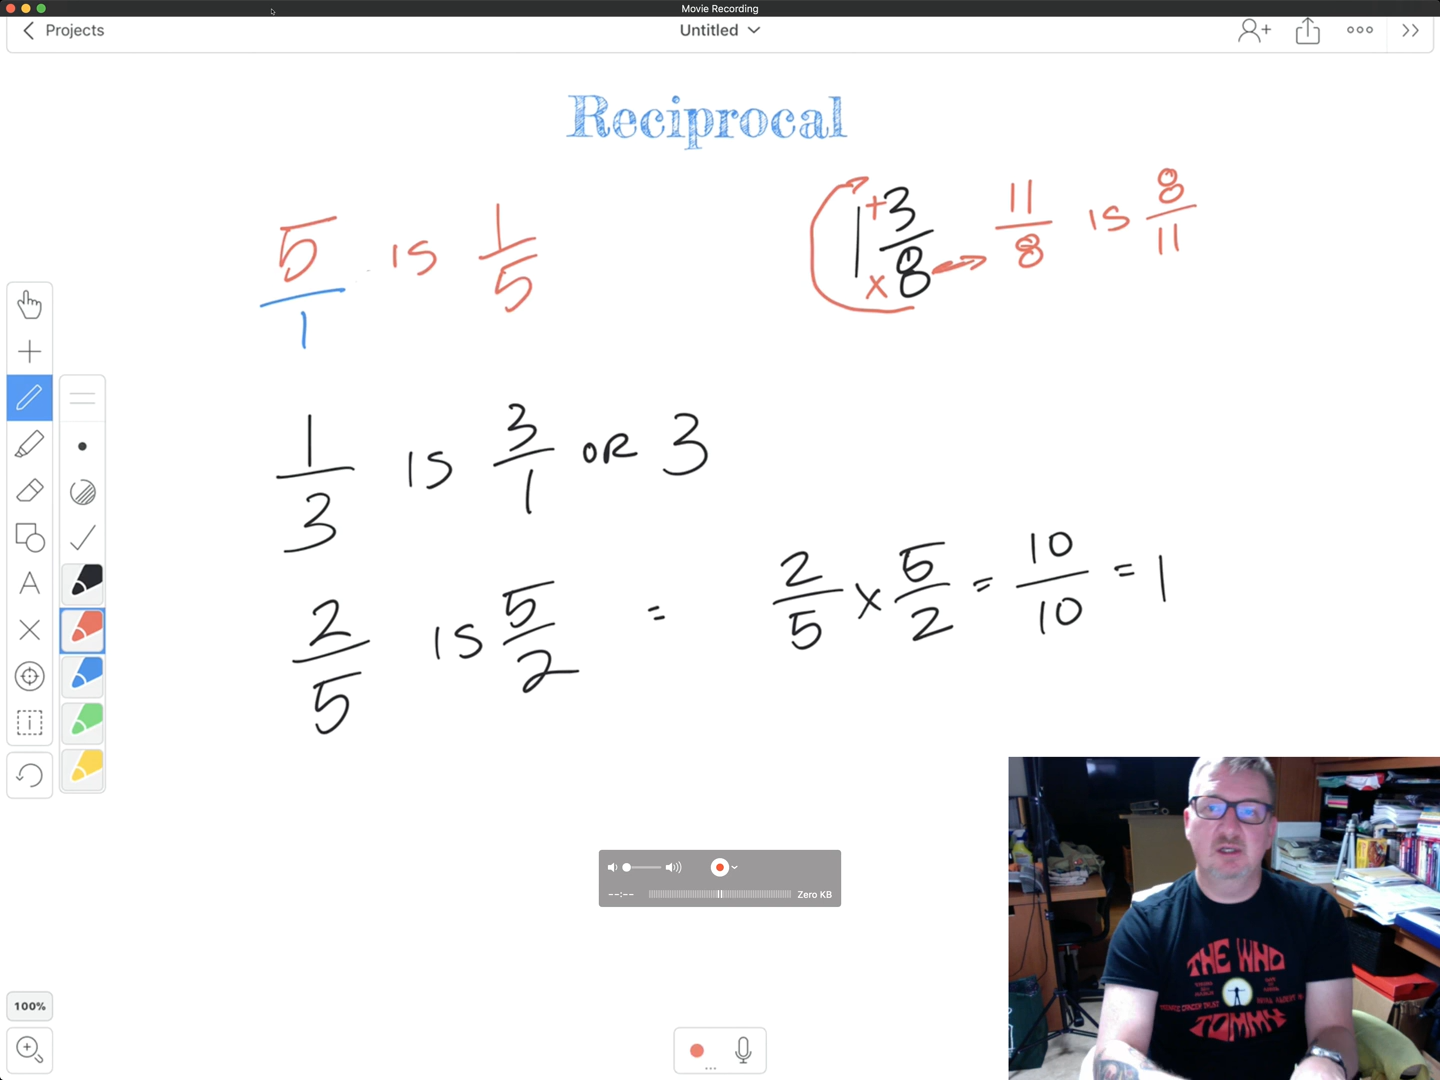 Movie Recording
Projects
Untitled
Reciprocal
5/1 IS 1/5
1 + 3/8 x 11/8 IS 8/11
1/3 IS 3/1 OR 3
2/5 IS 5/2 = 2/5 x 5/2 = 10/10 = 1
A
--:-- Zero KB
100%
THE WHO
TOMMY